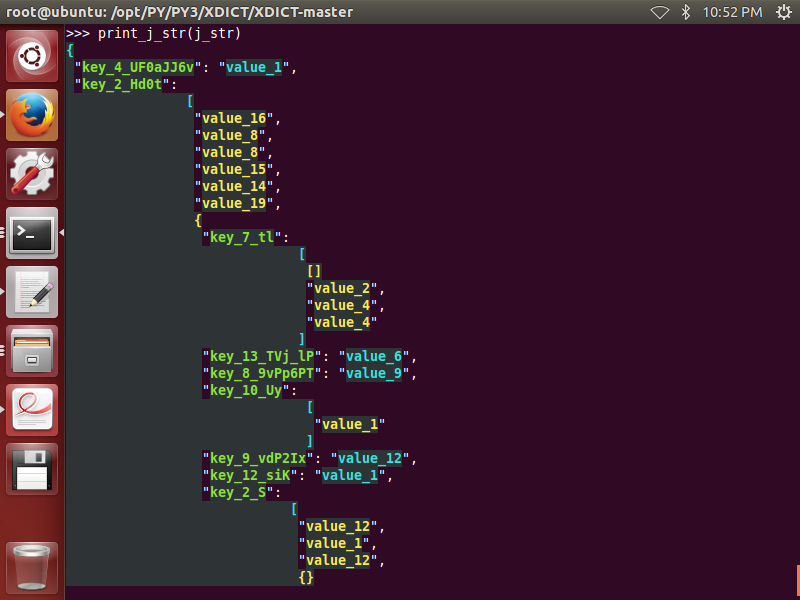 root@ubuntu: /opt/PY/PY3/XDICT/XDICT-master
10:52 PM
>>> print_j_str(j_str)
{
"key_4_UF0aJJ6v": "value_1",
"key_2_Hd0t":
[
"value_16",
"value_8",
"value_8",
"value_15",
"value_14",
"value_19",
{
"key_7_tl":
[
[]
"value_2",
"value_4",
"value_4"
]
"key_13_TVj_lP": "value_6",
"key_8_9vPp6PT": "value_9",
"key_10_Uy":
[
"value_1"
]
"key_9_vdP2Ix": "value_12",
"key_12_siK": "value_1",
"key_2_S":
[
"value_12",
"value_1",
"value_12",
{}